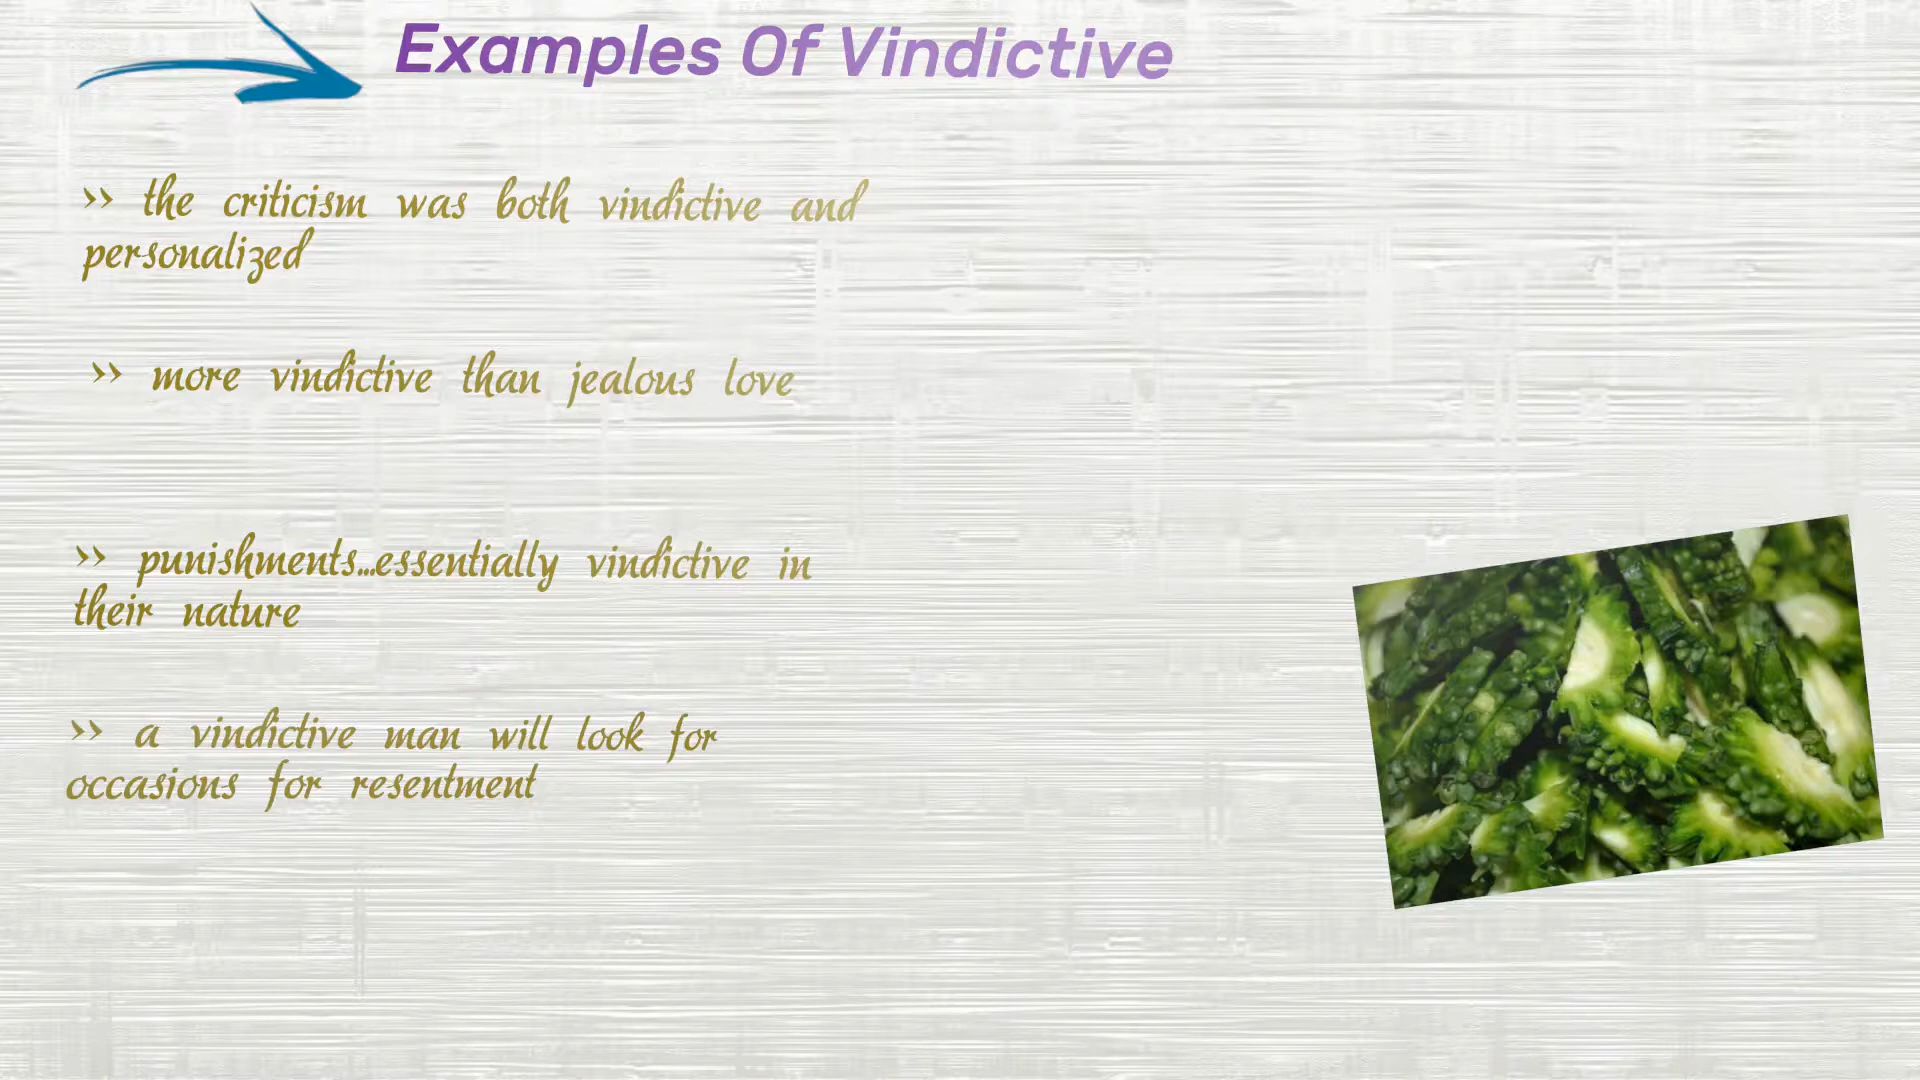 Examples Of Vindictive
>> the criticism was both vindictive and
personalized
>> more vindictive than jealous love
>> punishments...essentially vindictive in
their nature
>> a vindictive man will look for
occasions for resentment